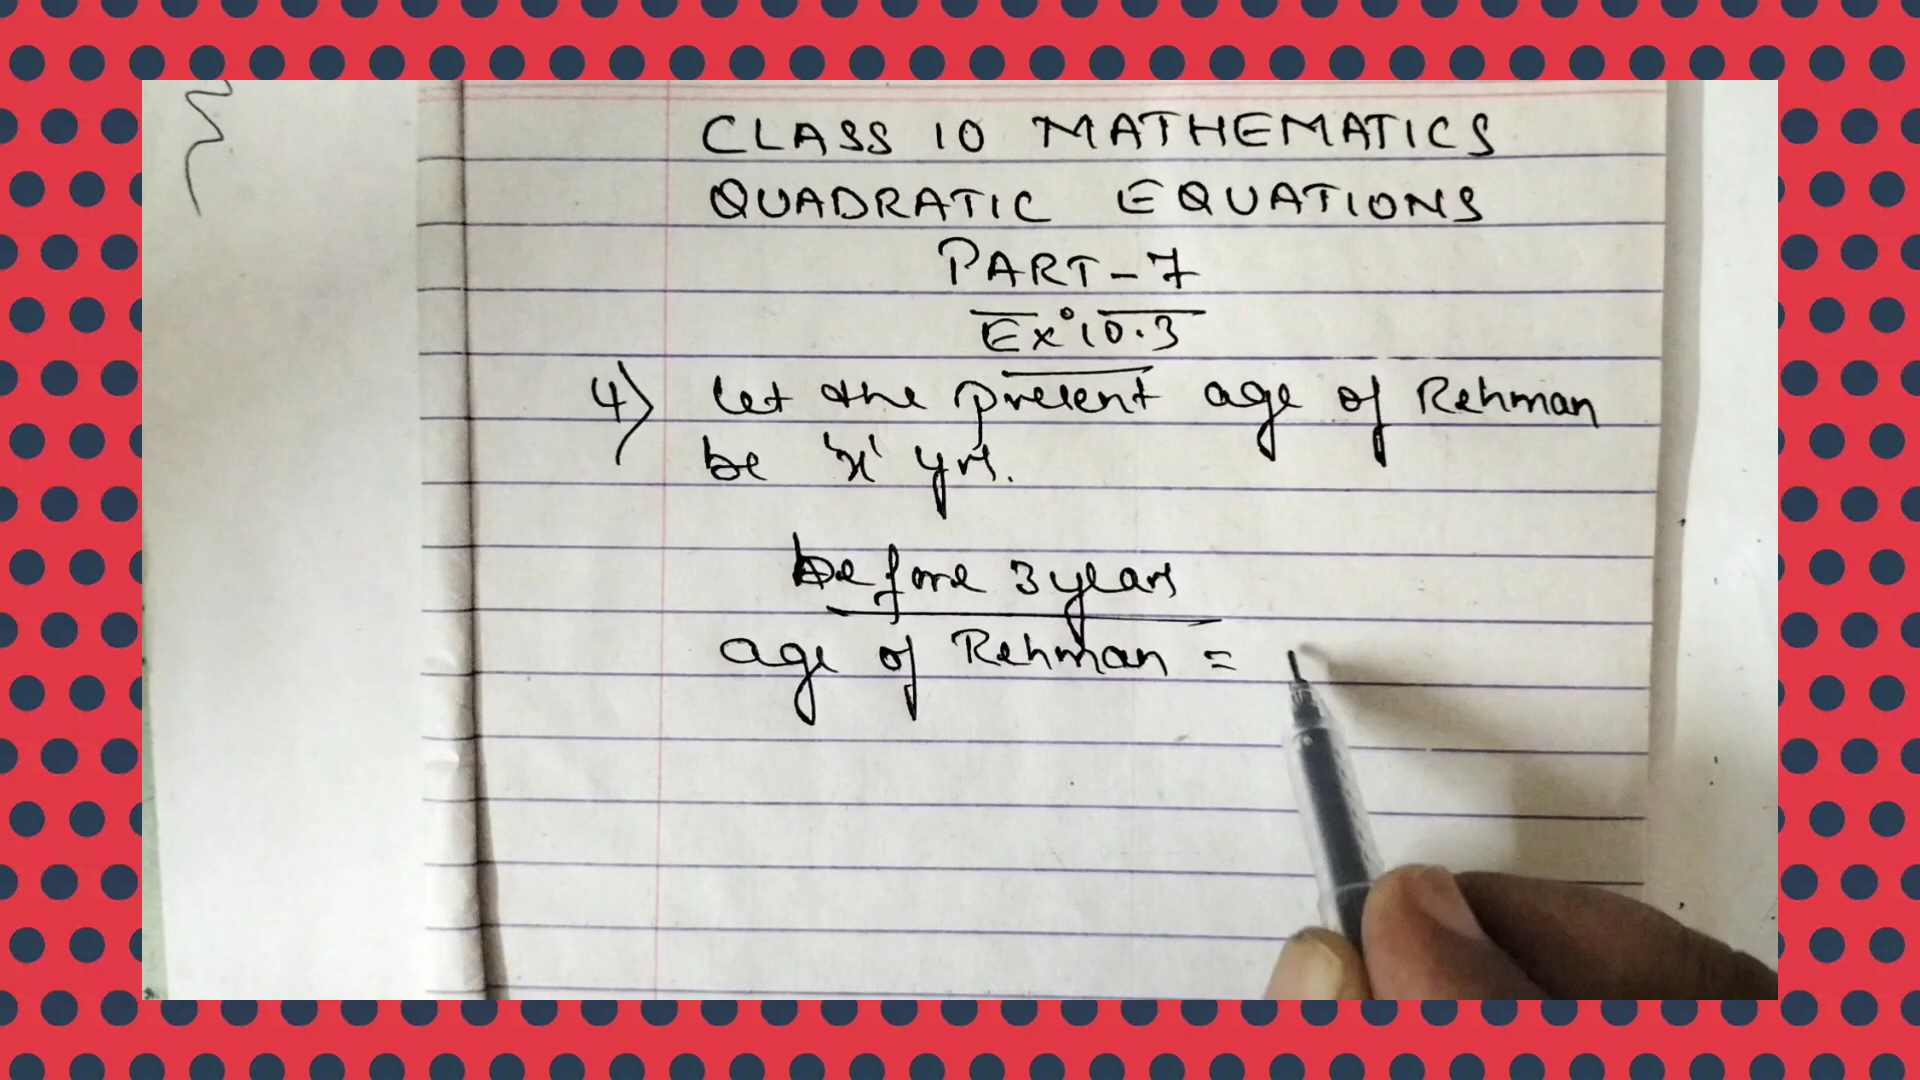 CLASS 10 MATHEMATICS
QUADRATIC EQUATIONS
PART-7
Ex:10.3
4) let the present age of Rehman
be 'x' yrs.
before 3 years
age of Rehman =